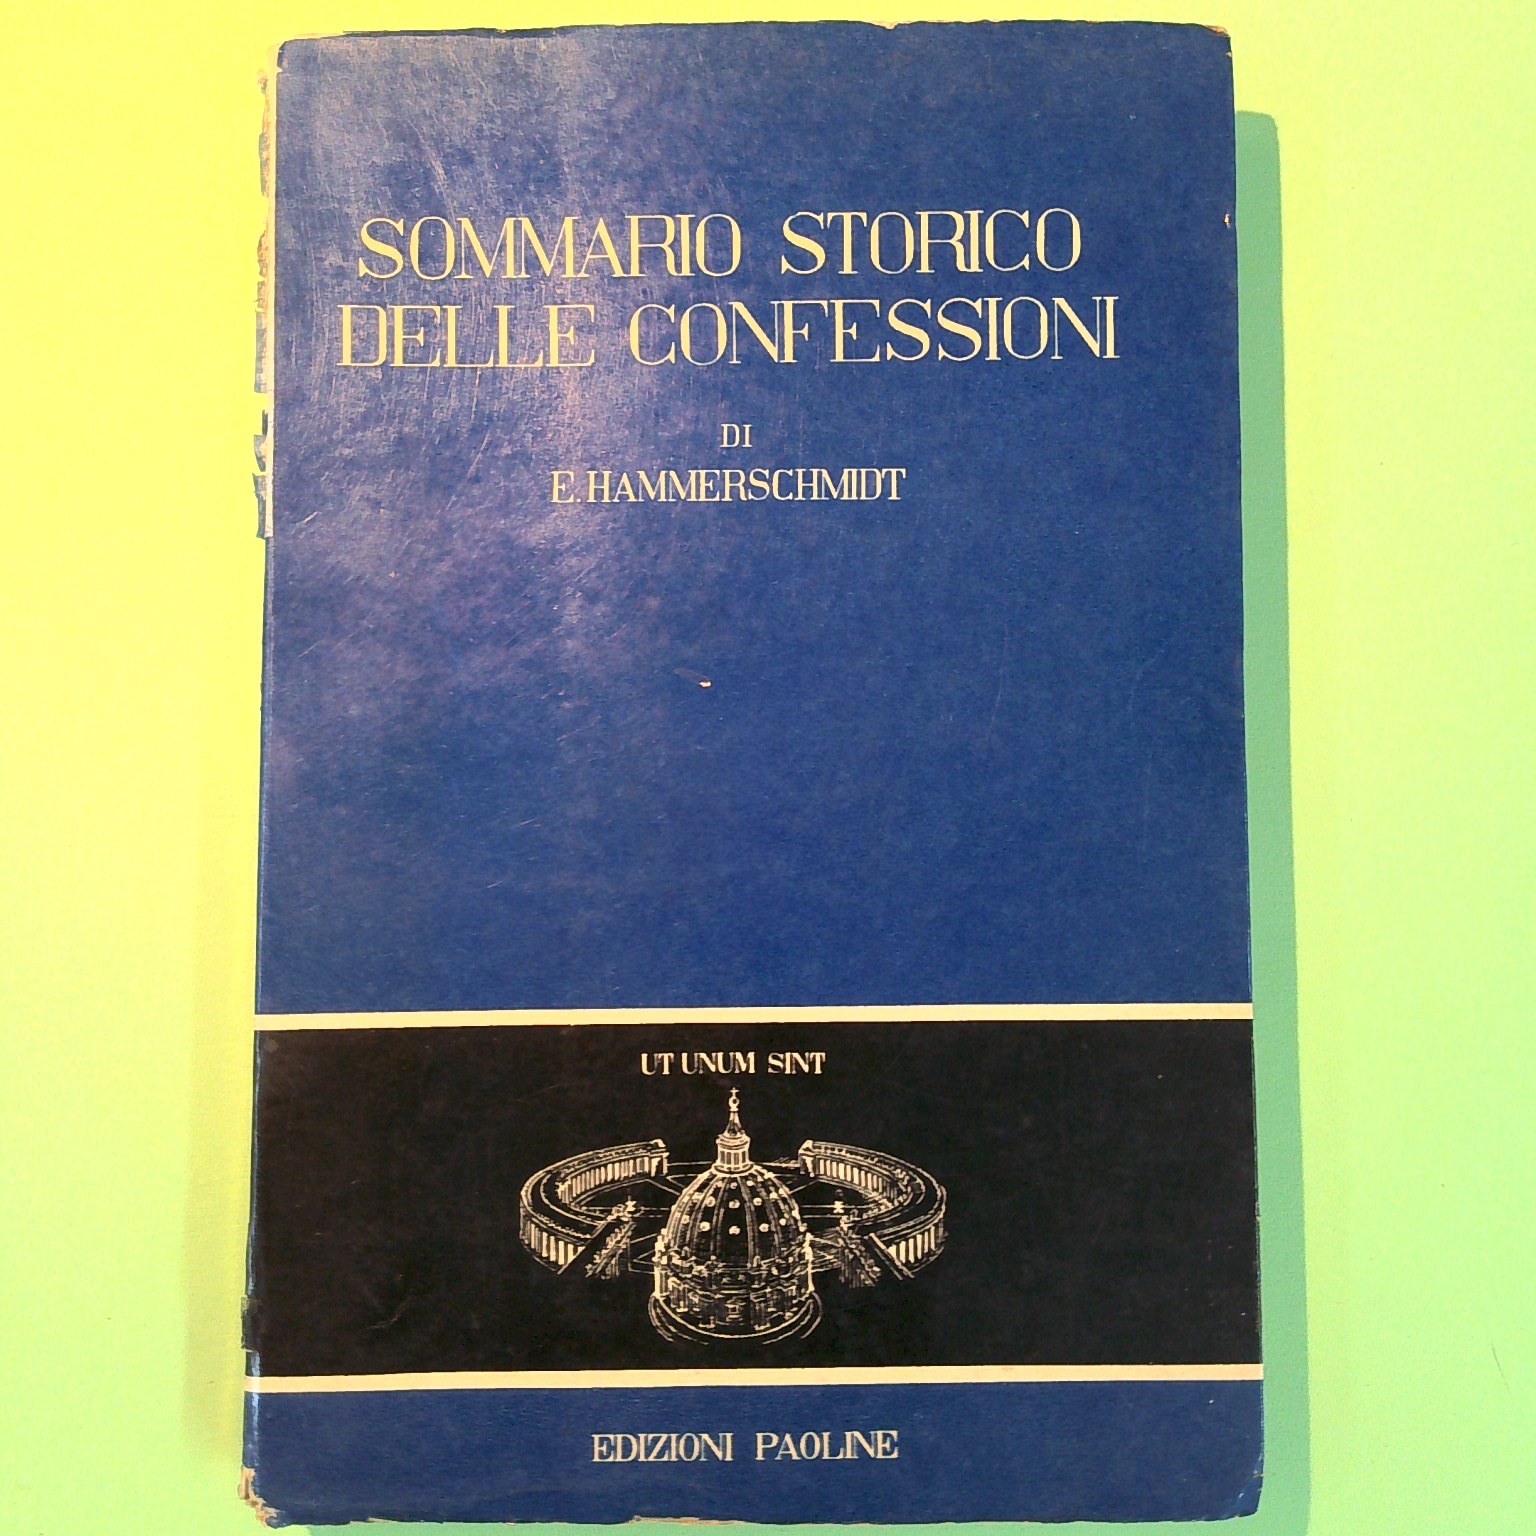 SOMMARIO STORICO
DELLE CONFESSIONI
DI
E. HAMMERSCHMIDT
UT UNUM SINT
EDIZIONI PAOLINE